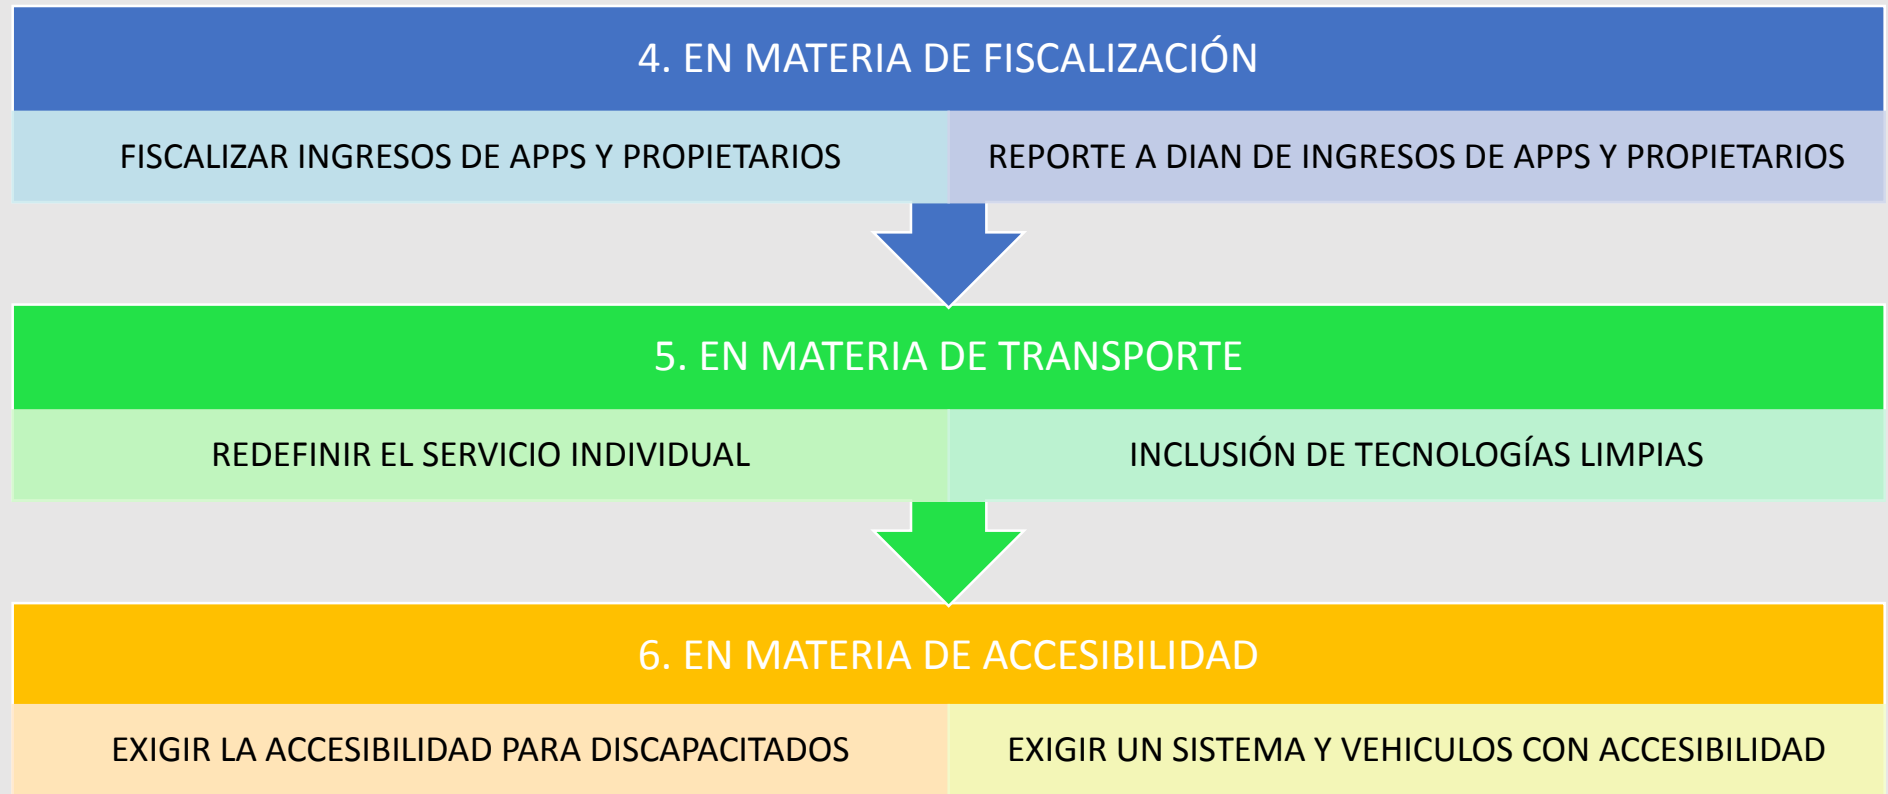 4. EN MATERIA DE FISCALIZACIÓN
FISCALIZAR INGRESOS DE APPS Y PROPIETARIOS
REPORTE A DIAN DE INGRESOS DE APPS Y PROPIETARIOS
5. EN MATERIA DE TRANSPORTE
REDEFINIR EL SERVICIO INDIVIDUAL
INCLUSIÓN DE TECNOLOGÍAS LIMPIAS
6. EN MATERIA DE ACCESIBILIDAD
EXIGIR LA ACCESIBILIDAD PARA DISCAPACITADOS
EXIGIR UN SISTEMA Y VEHICULOS CON ACCESIBILIDAD